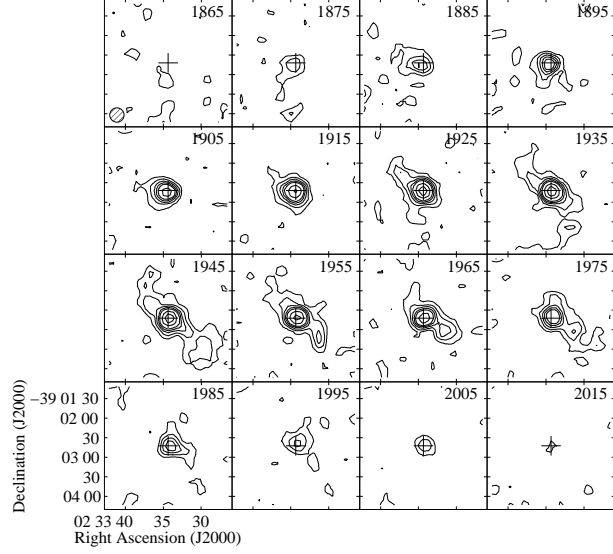 1865 1875 1885 1895
1905 1915 1925 1935
1945 1955 1965 1975
1985 1995 2005 2015
Declination (J2000)
−39 01 30
02 00
30
03 00
30
04 00
02 33 40 35 30
Right Ascension (J2000)